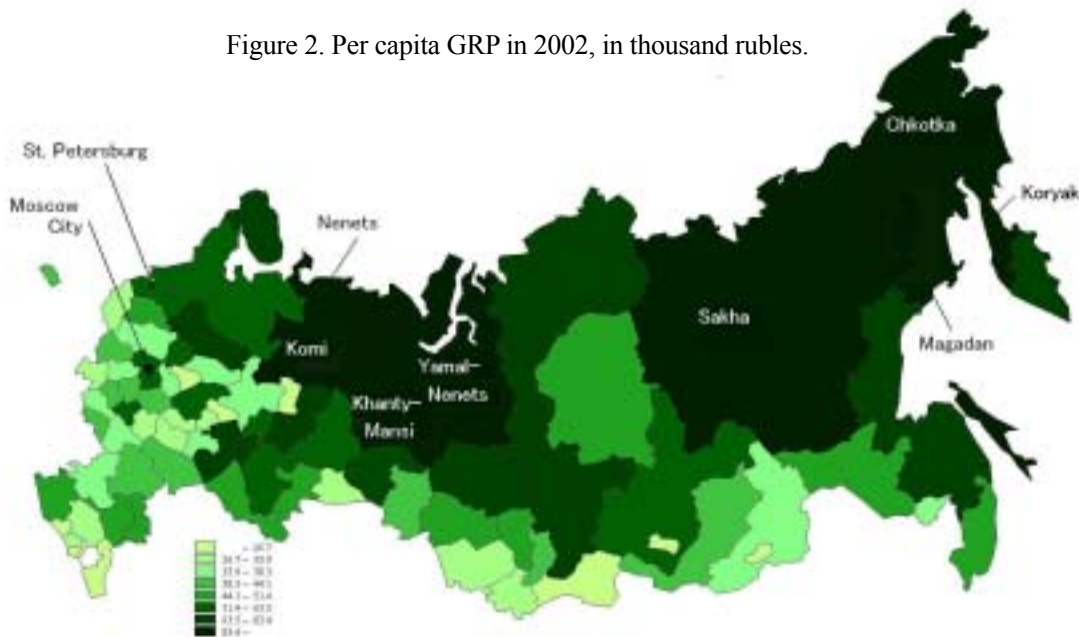 Figure 2. Per capita GRP in 2002, in thousand rubles.
Chkotka
St. Petersburg
Koryak
Moscow
City
Nenets
Sakha
Magadan
Komi
Yamal–
Nenets
Khanty–
Mansi